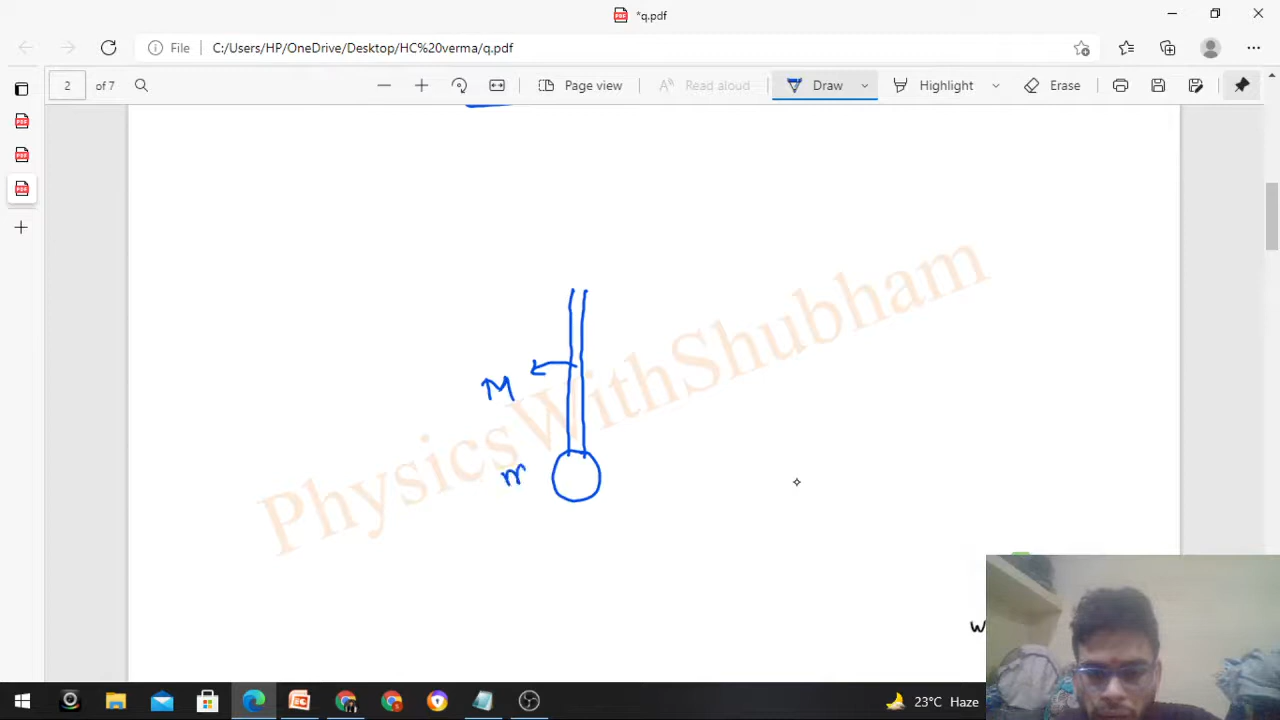 *q.pdf
File C:/Users/HP/OneDrive/Desktop/HC%20verma/q.pdf
2 of 7 Page view Read aloud Draw Highlight Erase
PhysicsWithShubham
M
m
W
23°C Haze